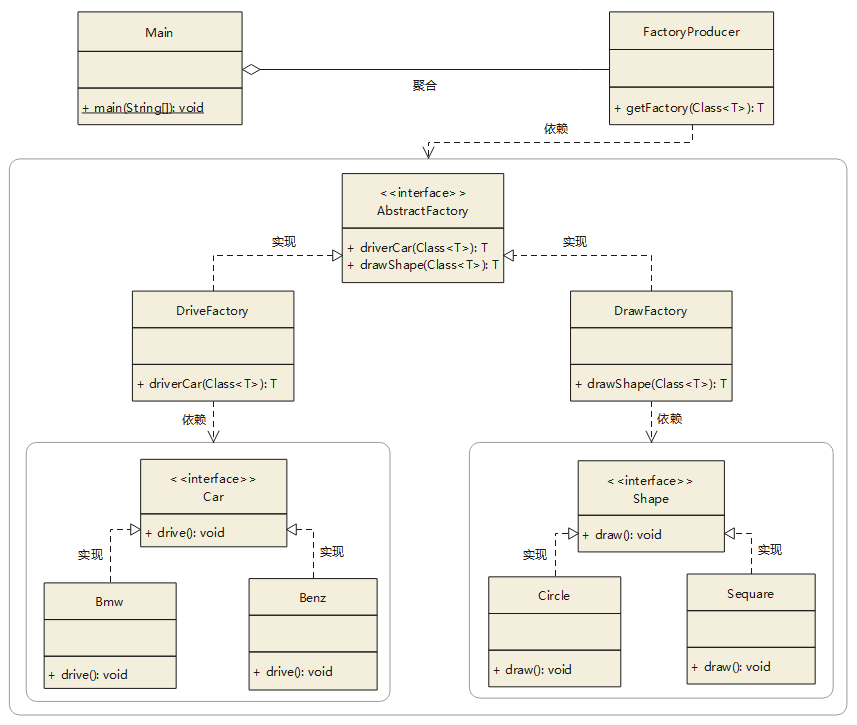 Main
+ main(String[]): void
聚合
FactoryProducer
+ getFactory(Class<T>): T
依赖
<<interface>>
AbstractFactory
+ driverCar(Class<T>): T
+ drawShape(Class<T>): T
实现
实现
DriveFactory
+ driverCar(Class<T>): T
DrawFactory
+ drawShape(Class<T>): T
依赖
依赖
<<interface>>
Car
+ drive(): void
实现
实现
Bmw
+ drive(): void
Benz
+ drive(): void
<<interface>>
Shape
+ draw(): void
实现
实现
Circle
+ draw(): void
Sequare
+ draw(): void